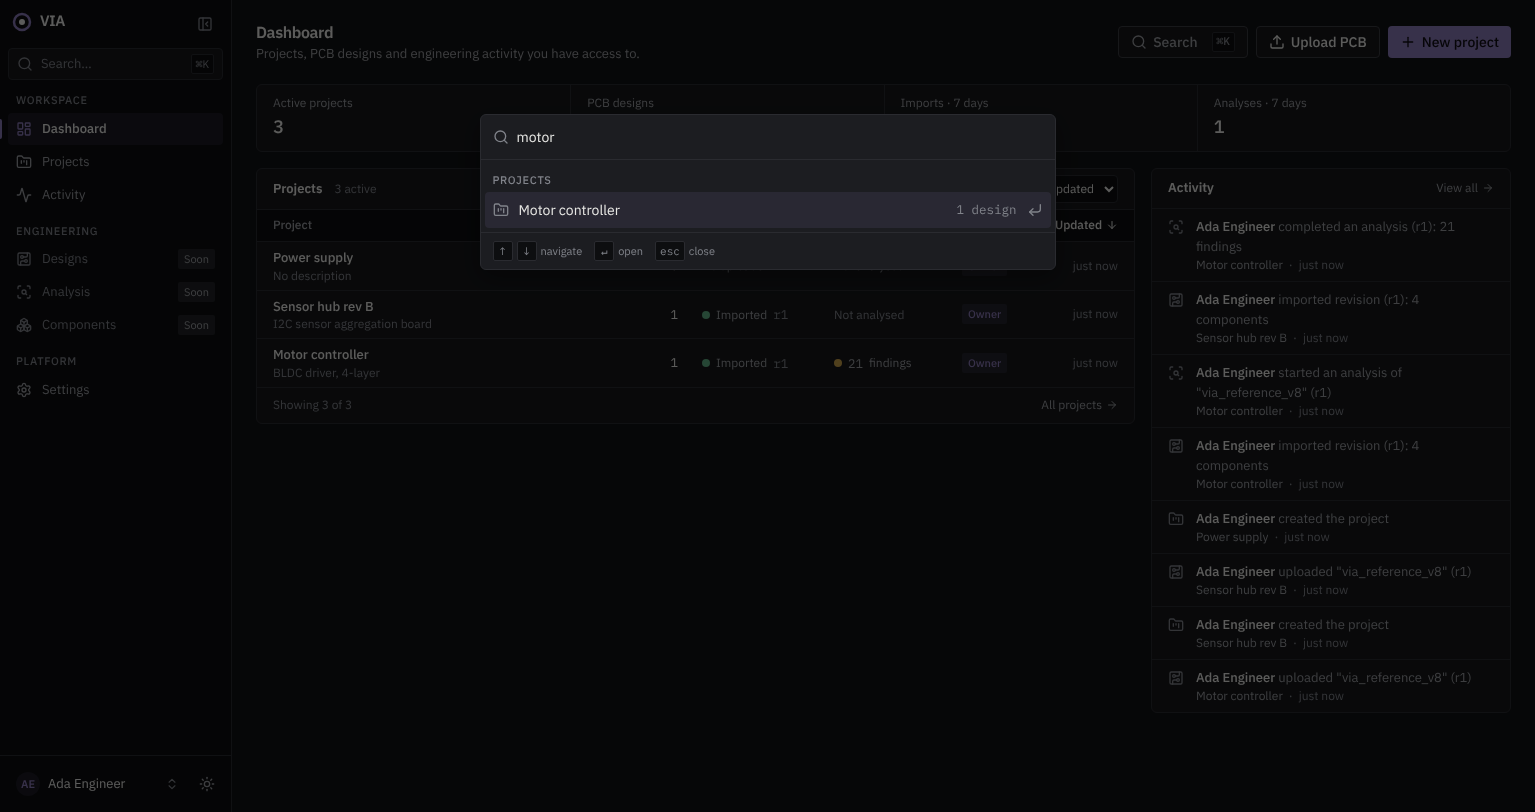 VIA
Search... ⌘K
WORKSPACE
Dashboard
Projects
Activity
ENGINEERING
Designs Soon
Analysis Soon
Components Soon
PLATFORM
Settings
AE Ada Engineer
Dashboard
Projects, PCB designs and engineering activity you have access to.
Search ⌘K
Upload PCB
+ New project
Active projects
3
PCB designs
Imports · 7 days
Analyses · 7 days
1
motor
PROJECTS
Motor controller 1 design
↑ ↓ navigate ↵ open esc close
Projects 3 active
Project Updated ↓
Power supply
No description
just now
Sensor hub rev B
I2C sensor aggregation board
1 Imported r1 Not analysed Owner just now
Motor controller
BLDC driver, 4-layer
1 Imported r1 21 findings Owner just now
Showing 3 of 3
All projects →
Activity
View all →
Ada Engineer completed an analysis (r1): 21
findings
Motor controller · just now
Ada Engineer imported revision (r1): 4
components
Sensor hub rev B · just now
Ada Engineer started an analysis of
"via_reference_v8" (r1)
Motor controller · just now
Ada Engineer imported revision (r1): 4
components
Motor controller · just now
Ada Engineer created the project
Power supply · just now
Ada Engineer uploaded "via_reference_v8" (r1)
Sensor hub rev B · just now
Ada Engineer created the project
Sensor hub rev B · just now
Ada Engineer uploaded "via_reference_v8" (r1)
Motor controller · just now